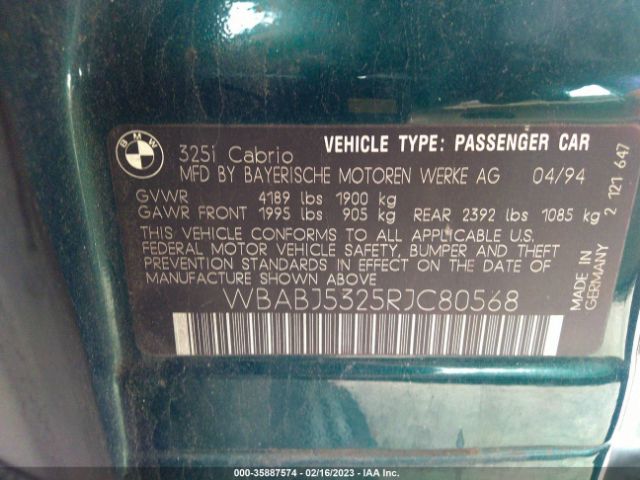 BMW
325i Cabrio VEHICLE TYPE: PASSENGER CAR
MFD BY BAYERISCHE MOTOREN WERKE AG 04/94
GVWR 4189 lbs 1900 kg
GAWR FRONT 1995 lbs 905 kg REAR 2392 lbs 1085 kg
THIS VEHICLE CONFORMS TO ALL APPLICABLE U.S.
FEDERAL MOTOR VEHICLE SAFETY, BUMPER AND THEFT
PREVENTION STANDARDS IN EFFECT ON THE DATE OF
MANUFACTURE SHOWN ABOVE
WBABJ5325RJC80568
2 121 647
MADE IN
GERMANY
000-35887574 - 02/16/2023 - IAA Inc.